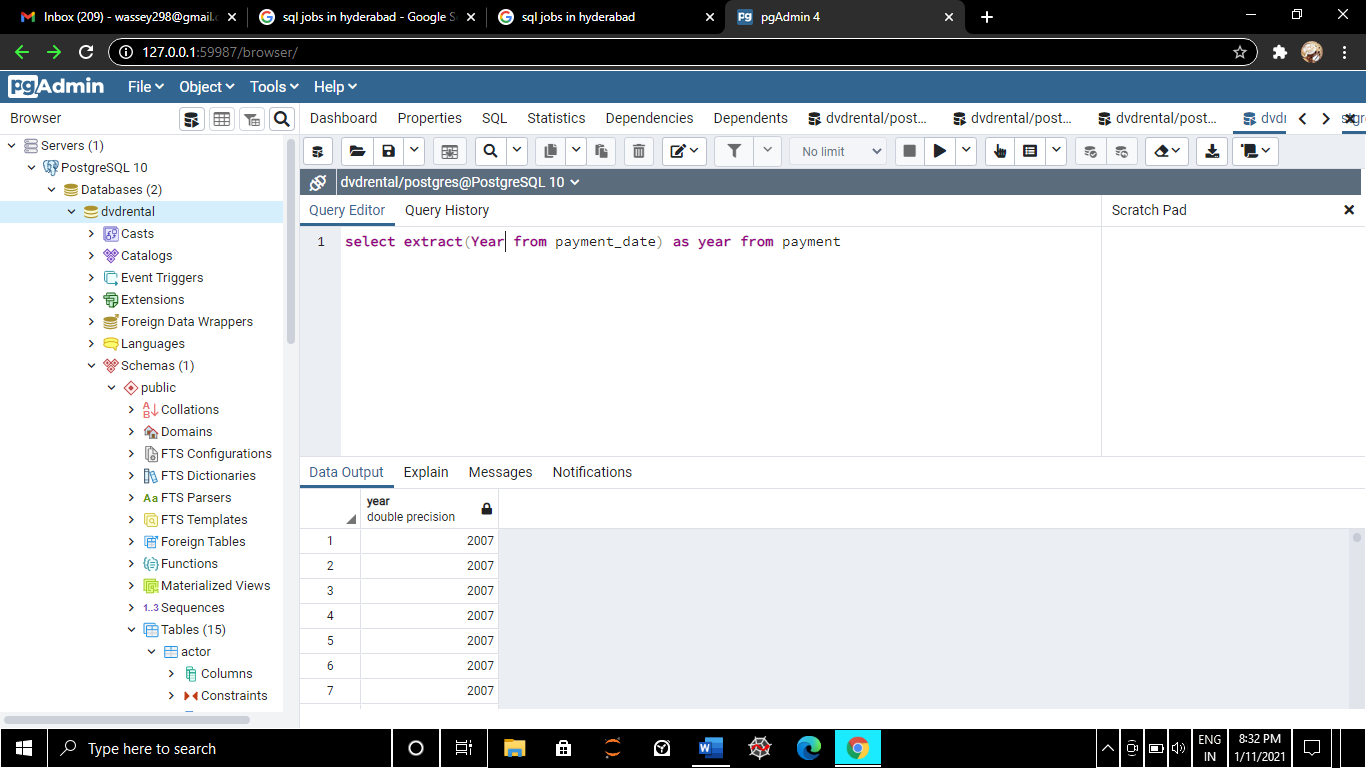 Inbox (209) - wassey298@gmail.c
sql jobs in hyderabad - Google S
sql jobs in hyderabad
pgAdmin 4
127.0.0.1:59987/browser/
pgAdmin File Object Tools Help
Browser
Dashboard Properties SQL Statistics Dependencies Dependents dvdrental/post... dvdrental/post... dvdrental/post... dvdr
No limit
dvdrental/postgres@PostgreSQL 10
Query Editor Query History
Scratch Pad
1 select extract(Year from payment_date) as year from payment
Servers (1)
PostgreSQL 10
Databases (2)
dvdrental
Casts
Catalogs
Event Triggers
Extensions
Foreign Data Wrappers
Languages
Schemas (1)
public
Collations
Domains
FTS Configurations
FTS Dictionaries
Aa FTS Parsers
FTS Templates
Foreign Tables
Functions
Materialized Views
1..3 Sequences
Tables (15)
actor
Columns
Constraints
Data Output Explain Messages Notifications
year
double precision
1 2007
2 2007
3 2007
4 2007
5 2007
6 2007
7 2007
Type here to search
ENG
IN
8:32 PM
1/11/2021